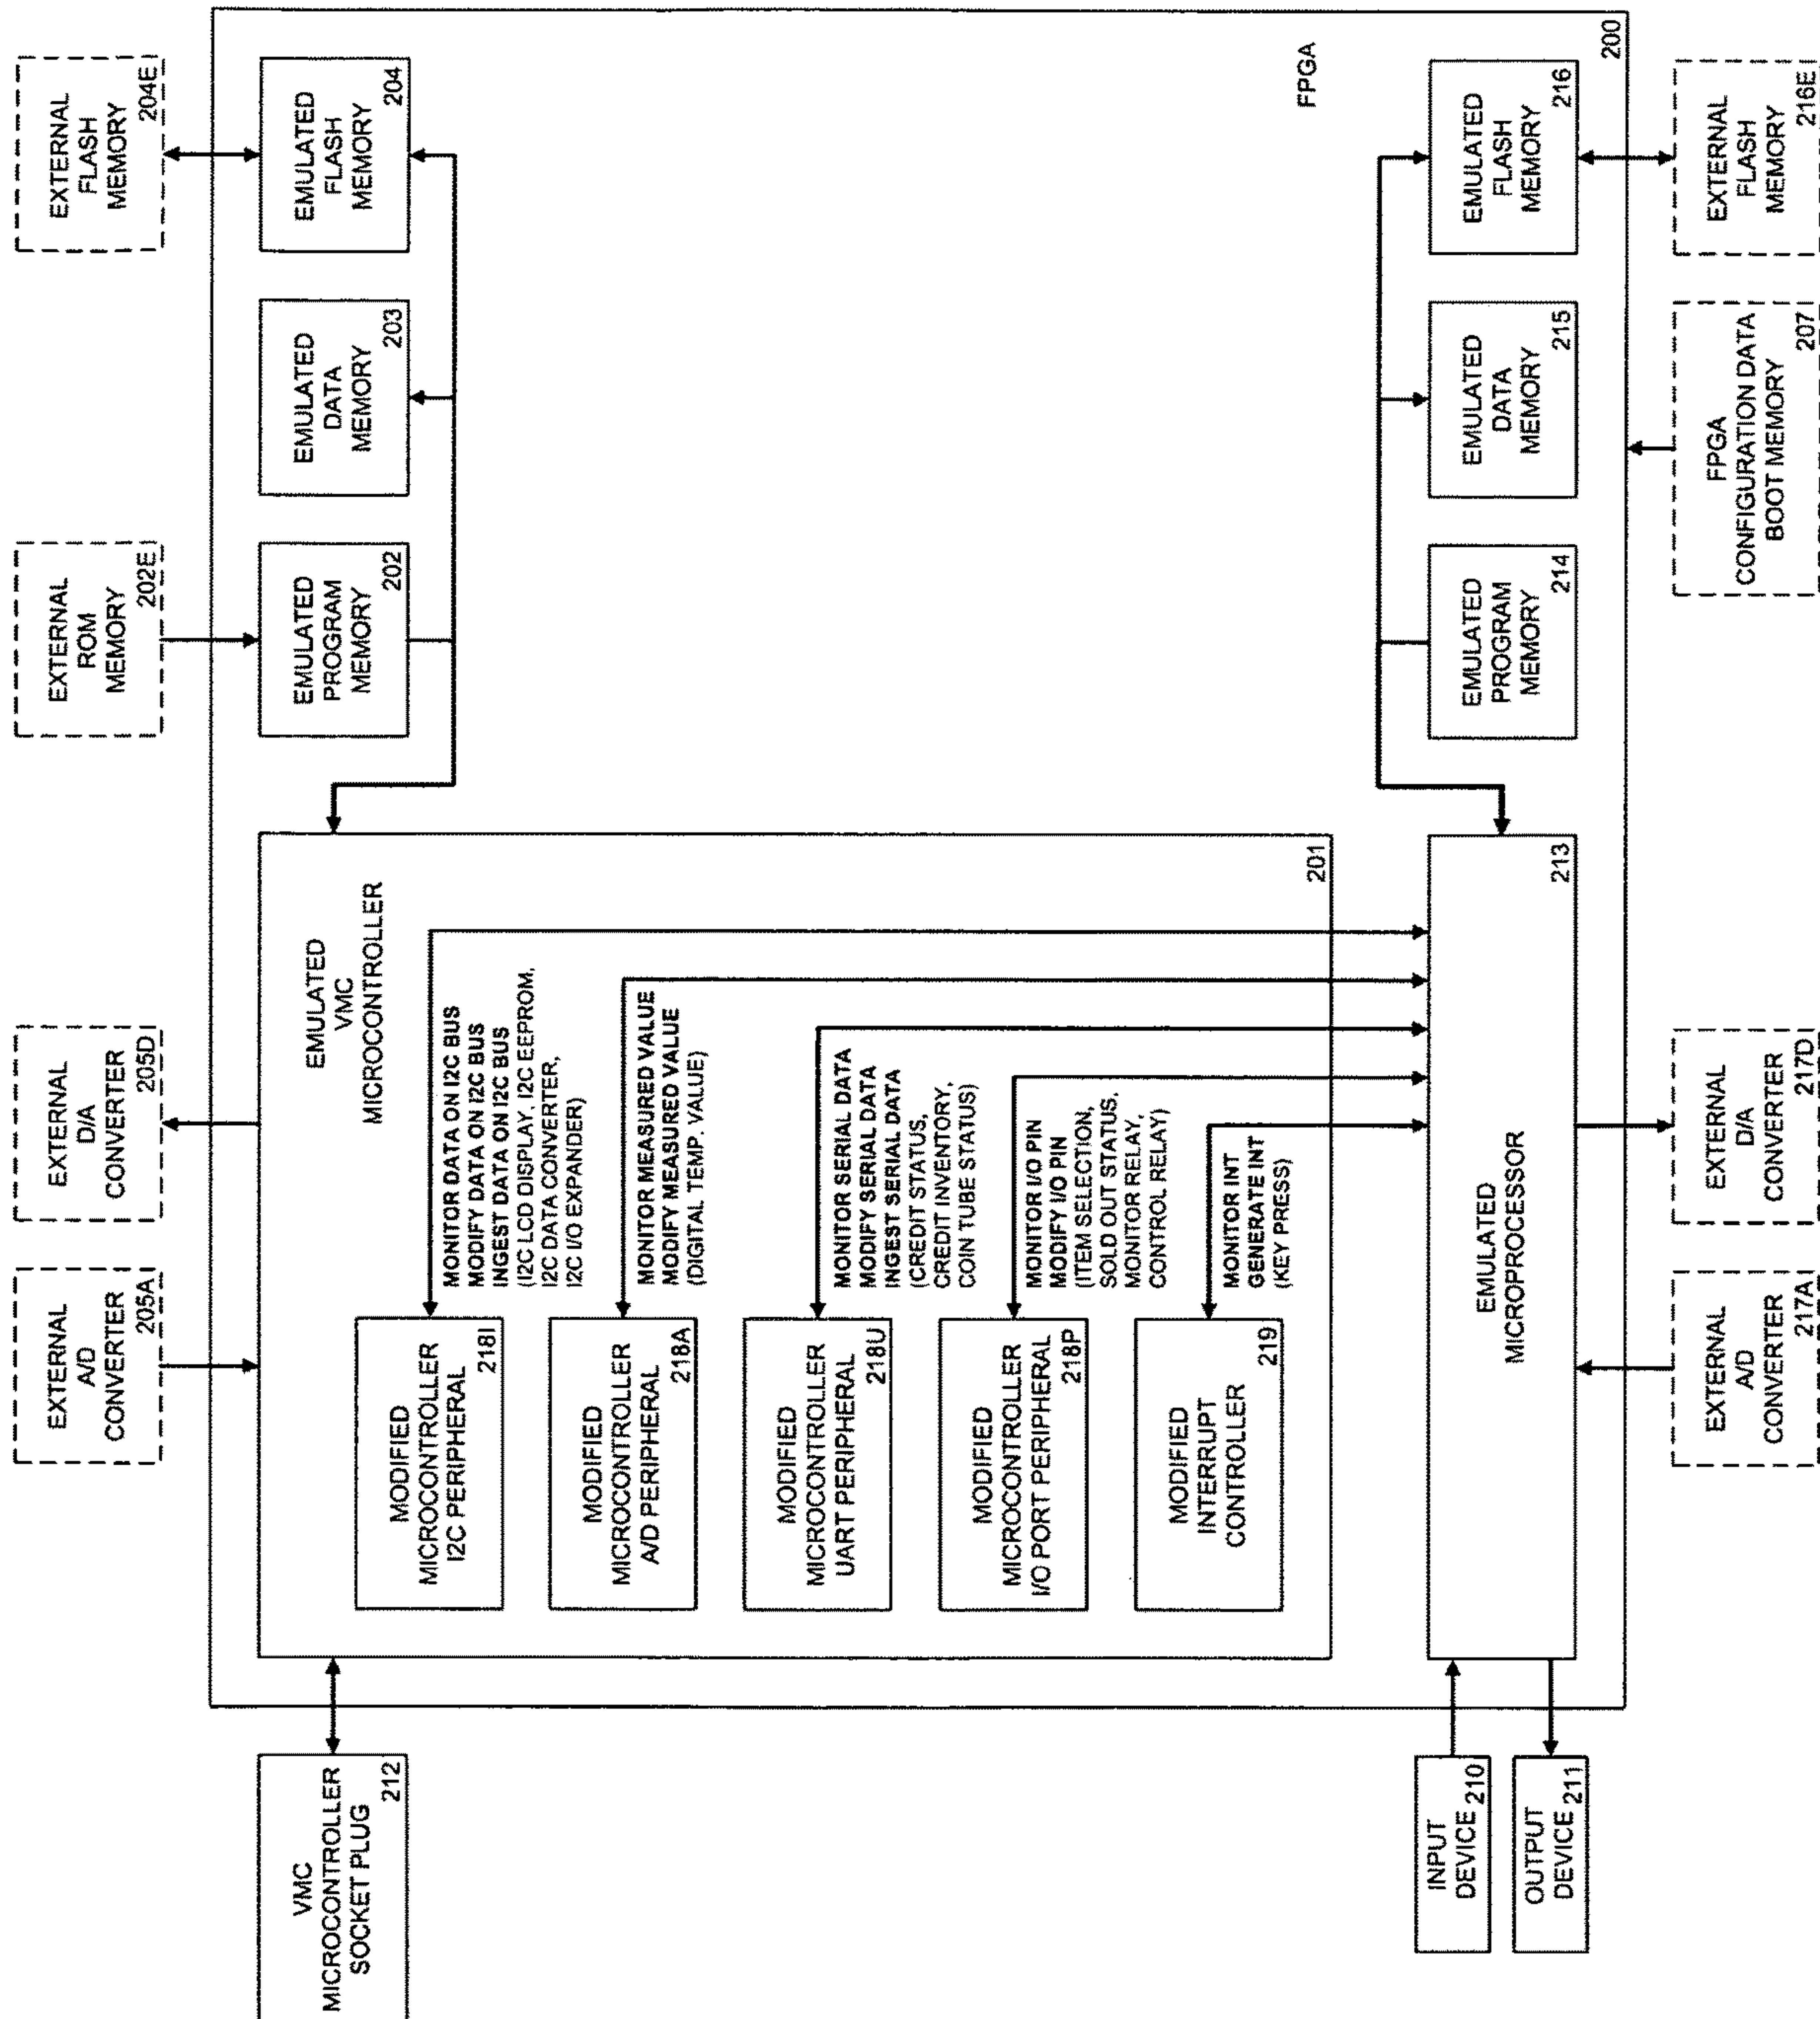 EXTERNAL
A/D
CONVERTER
205A
EXTERNAL
D/A
CONVERTER
205D
EXTERNAL
ROM
MEMORY
202E
EXTERNAL
FLASH
MEMORY
204E
VMC
MICROCONTROLLER
SOCKET PLUG
212
EMULATED
VMC
MICROCONTROLLER
201
EMULATED
PROGRAM
MEMORY
202
EMULATED
DATA
MEMORY
203
EMULATED
FLASH
MEMORY
204
MODIFIED
MICROCONTROLLER
I2C PERIPHERAL
218I
MONITOR DATA ON I2C BUS
MODIFY DATA ON I2C BUS
INGEST DATA ON I2C BUS
(I2C LCD DISPLAY, I2C EEPROM,
I2C DATA CONVERTER,
I2C I/O EXPANDER)
MODIFIED
MICROCONTROLLER
A/D PERIPHERAL
218A
MONITOR MEASURED VALUE
MODIFY MEASURED VALUE
(DIGITAL TEMP. VALUE)
MODIFIED
MICROCONTROLLER
UART PERIPHERAL
218U
MONITOR SERIAL DATA
MODIFY SERIAL DATA
INGEST SERIAL DATA
(CREDIT STATUS,
CREDIT INVENTORY,
COIN TUBE STATUS)
MODIFIED
MICROCONTROLLER
I/O PORT PERIPHERAL
218P
MONITOR I/O PIN
MODIFY I/O PIN
(ITEM SELECTION,
SOLD OUT STATUS,
MONITOR RELAY,
CONTROL RELAY)
MODIFIED
INTERRUPT
CONTROLLER
219
MONITOR INT
GENERATE INT
(KEY PRESS)
FPGA
200
INPUT
DEVICE
210
OUTPUT
DEVICE
211
EMULATED
MICROPROCESSOR
213
EMULATED
PROGRAM
MEMORY
214
EMULATED
DATA
MEMORY
215
EMULATED
FLASH
MEMORY
216
EXTERNAL
A/D
CONVERTER
217A
EXTERNAL
D/A
CONVERTER
217D
FPGA
CONFIGURATION DATA
BOOT MEMORY
207
EXTERNAL
FLASH
MEMORY
216E